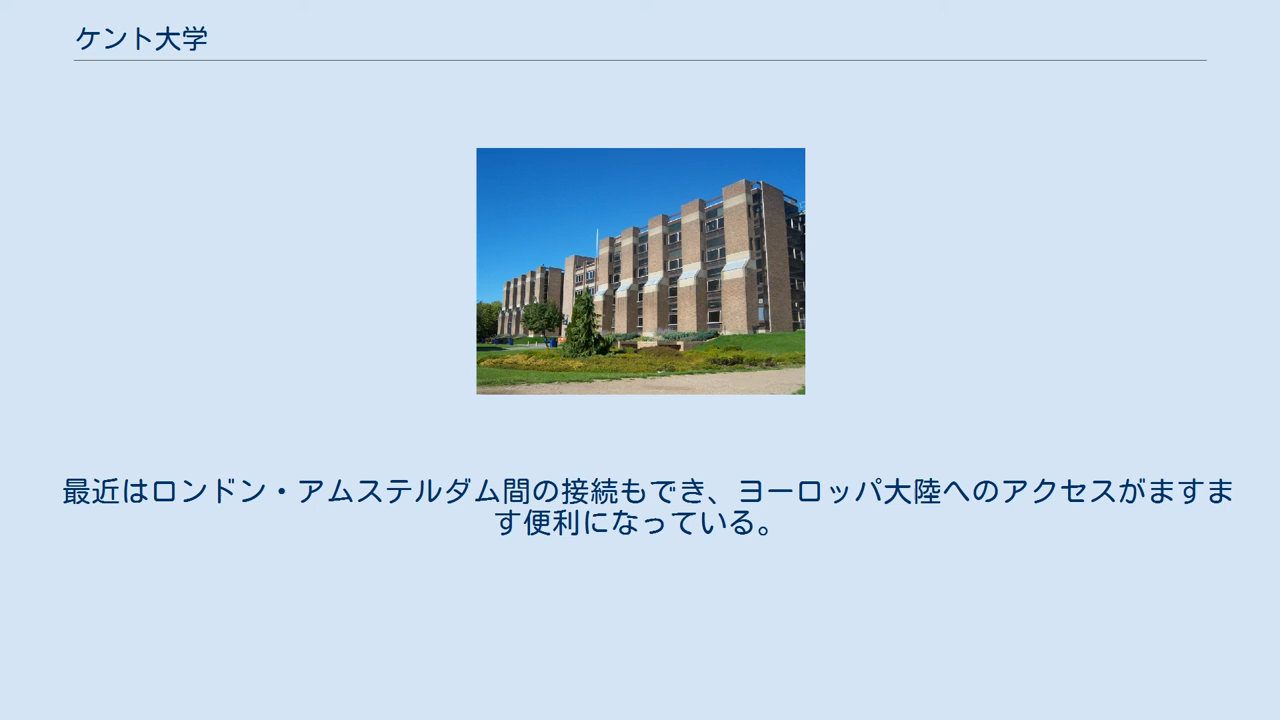 ケント大学
最近はロンドン・アムステルダム間の接続もでき、ヨーロッパ大陸へのアクセスがますま
す便利になっている。